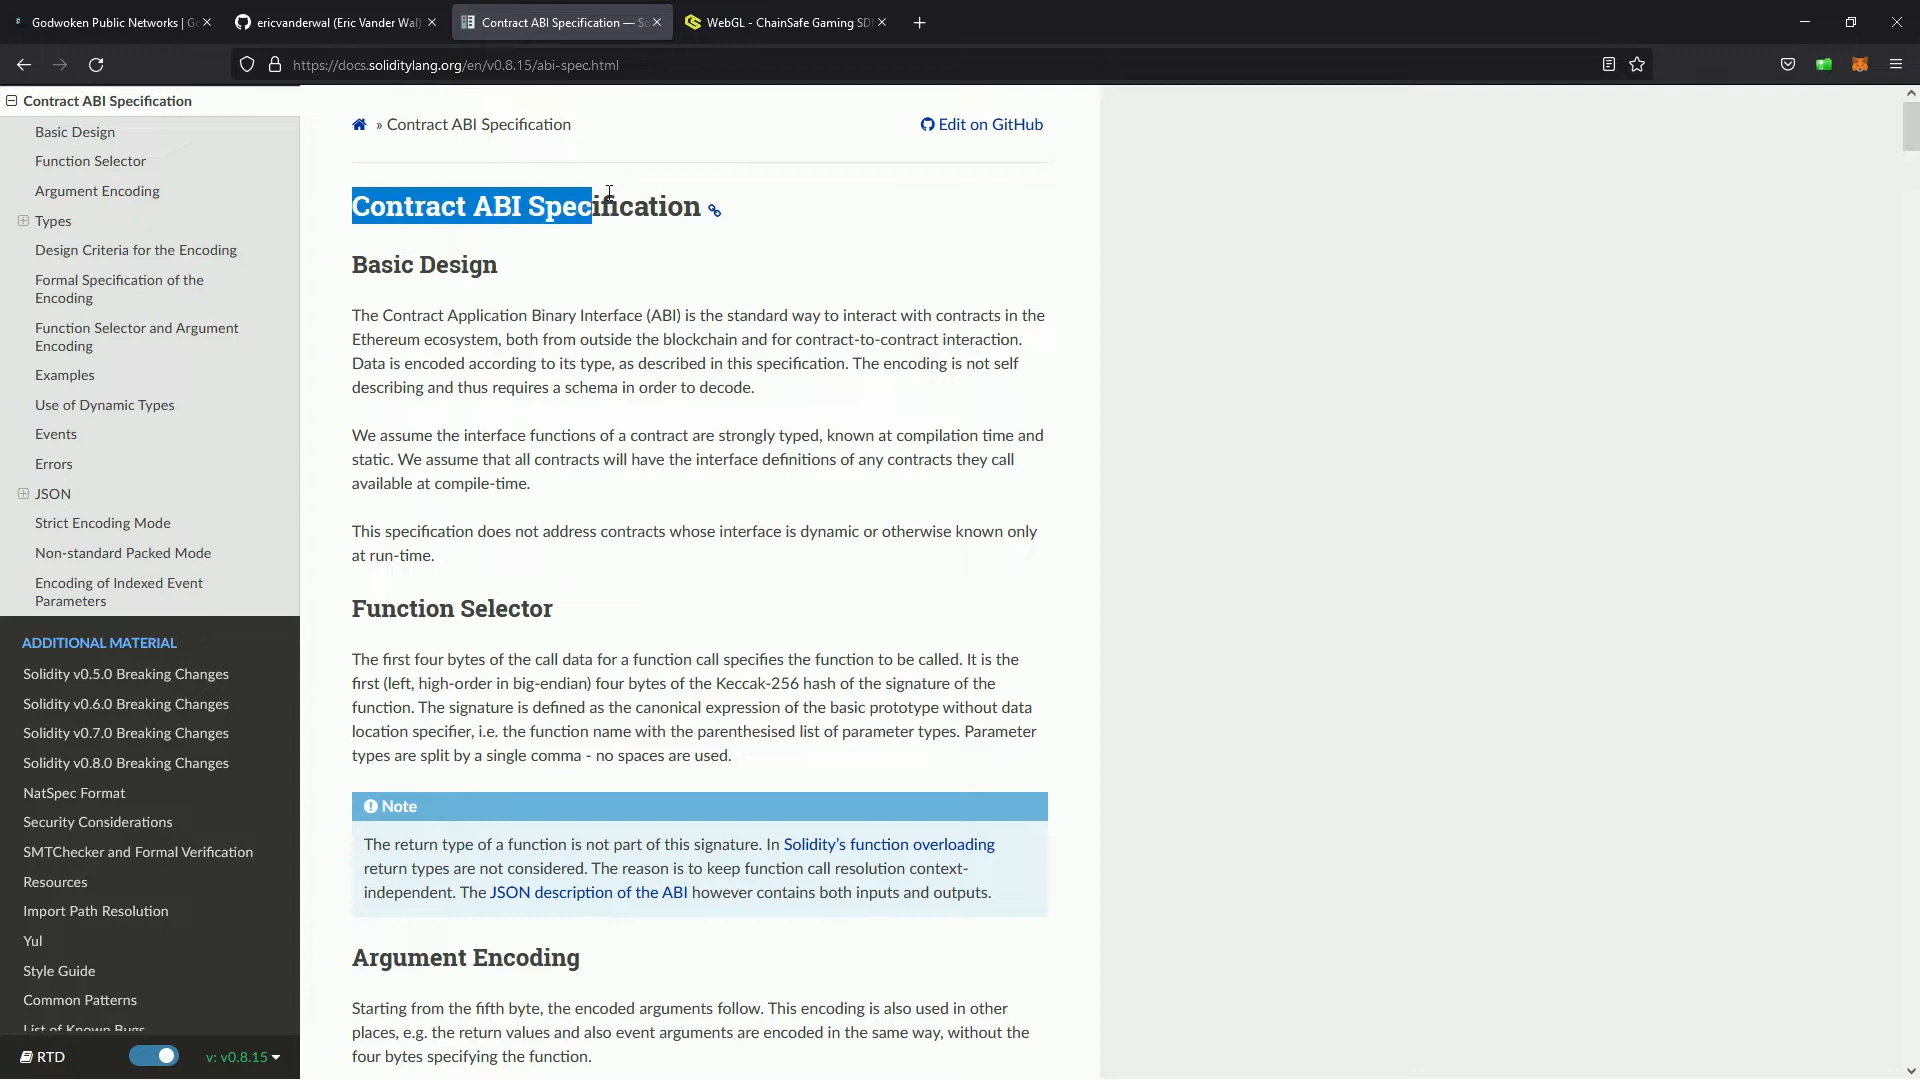 Godwoken Public Networks | G
ericvanderwal (Eric Vander Wal)
Contract ABI Specification — S
WebGL - ChainSafe Gaming SD
https://docs.soliditylang.org/en/v0.8.15/abi-spec.html
Contract ABI Specification
Basic Design
Function Selector
Argument Encoding
Types
Design Criteria for the Encoding
Formal Specification of the
Encoding
Function Selector and Argument
Encoding
Examples
Use of Dynamic Types
Events
Errors
JSON
Strict Encoding Mode
Non-standard Packed Mode
Encoding of Indexed Event
Parameters
ADDITIONAL MATERIAL
Solidity v0.5.0 Breaking Changes
Solidity v0.6.0 Breaking Changes
Solidity v0.7.0 Breaking Changes
Solidity v0.8.0 Breaking Changes
NatSpec Format
Security Considerations
SMTChecker and Formal Verification
Resources
Import Path Resolution
Yul
Style Guide
Common Patterns
List of Known Bugs
RTD
v: v0.8.15
» Contract ABI Specification
Edit on GitHub
Contract ABI Specification
Basic Design
The Contract Application Binary Interface (ABI) is the standard way to interact with contracts in the
Ethereum ecosystem, both from outside the blockchain and for contract-to-contract interaction.
Data is encoded according to its type, as described in this specification. The encoding is not self
describing and thus requires a schema in order to decode.
We assume the interface functions of a contract are strongly typed, known at compilation time and
static. We assume that all contracts will have the interface definitions of any contracts they call
available at compile-time.
This specification does not address contracts whose interface is dynamic or otherwise known only
at run-time.
Function Selector
The first four bytes of the call data for a function call specifies the function to be called. It is the
first (left, high-order in big-endian) four bytes of the Keccak-256 hash of the signature of the
function. The signature is defined as the canonical expression of the basic prototype without data
location specifier, i.e. the function name with the parenthesised list of parameter types. Parameter
types are split by a single comma - no spaces are used.
Note
The return type of a function is not part of this signature. In Solidity's function overloading
return types are not considered. The reason is to keep function call resolution context-
independent. The JSON description of the ABI however contains both inputs and outputs.
Argument Encoding
Starting from the fifth byte, the encoded arguments follow. This encoding is also used in other
places, e.g. the return values and also event arguments are encoded in the same way, without the
four bytes specifying the function.